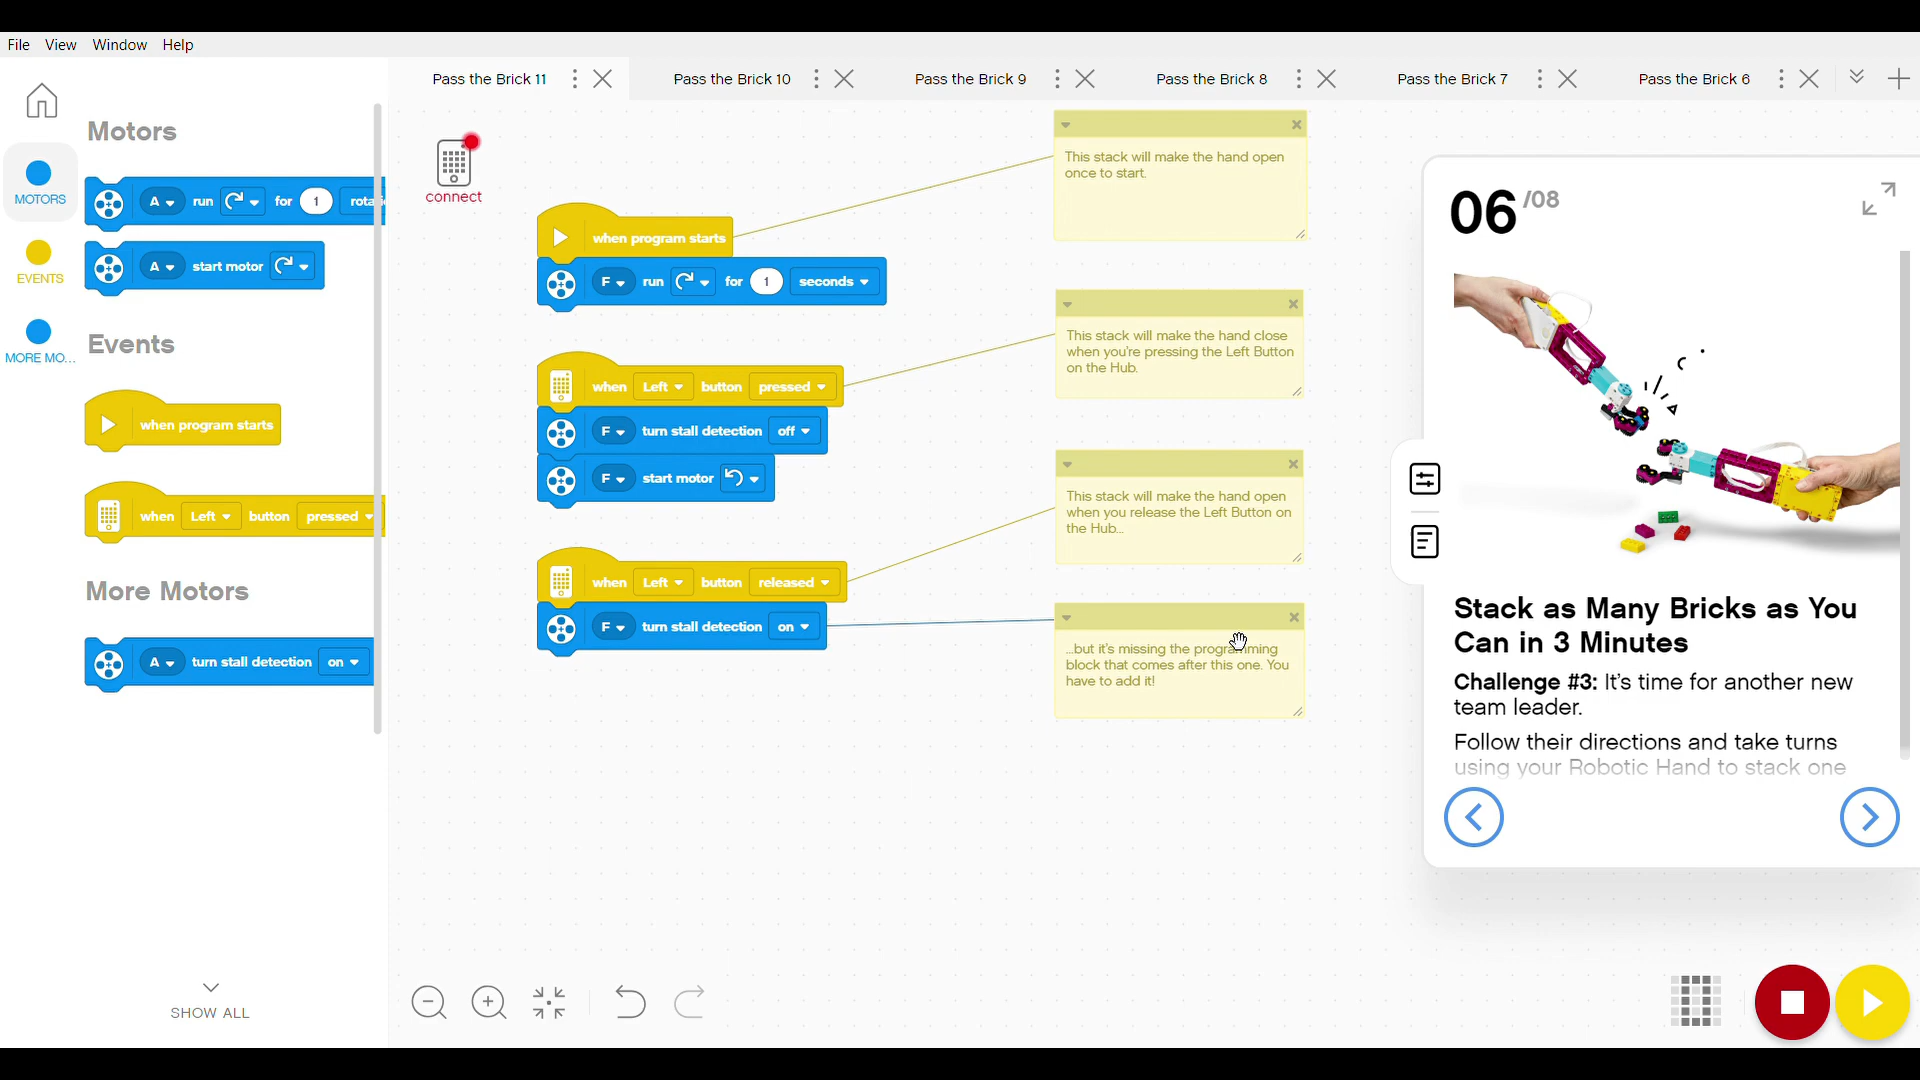 File View Window Help
Pass the Brick 11
Pass the Brick 10
Pass the Brick 9
Pass the Brick 8
Pass the Brick 7
Pass the Brick 6
MOTORS
EVENTS
MORE MO...
Motors
A run for 1
A start motor
Events
when program starts
when Left button pressed
More Motors
A turn stall detection on
SHOW ALL
connect
when program starts
F run for 1 seconds
when Left button pressed
F turn stall detection off
F start motor
when Left button released
F turn stall detection on
This stack will make the hand open
once to start.
This stack will make the hand close
when you're pressing the Left Button
on the Hub.
This stack will make the hand open
when you release the Left Button on
the Hub...
...but it's missing the programming
block that comes after this one. You
have to add it!
06 /08
Stack as Many Bricks as You
Can in 3 Minutes
Challenge #3: It's time for another new
team leader.
Follow their directions and take turns
using your Robotic Hand to stack one